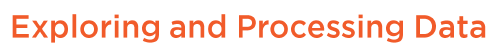 Exploring and Processing Data